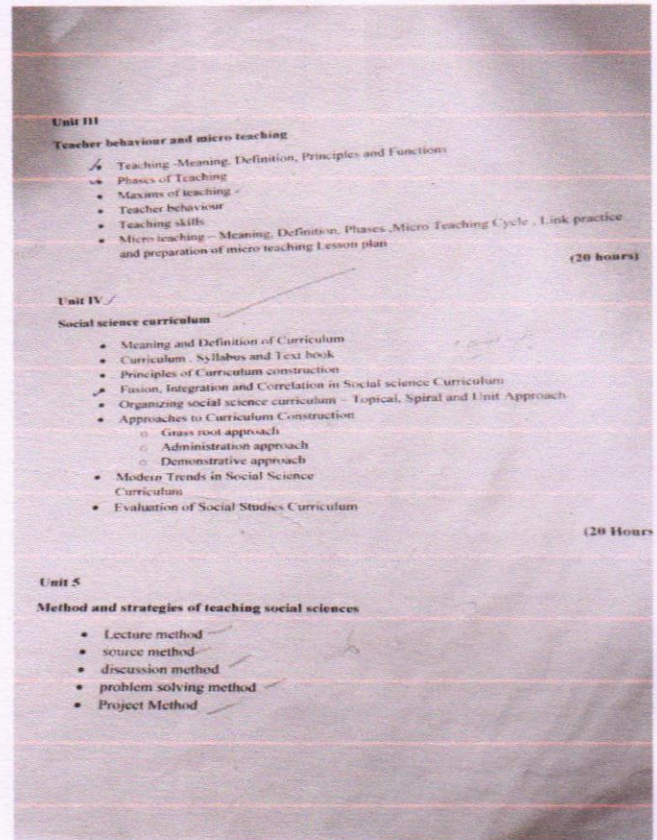 Unit III
Teacher behaviour and micro teaching
• Teaching -Meaning, Definition, Principles and Functions
• Phases of Teaching
• Maxims of teaching
• Teacher behaviour
• Teaching skills
• Micro teaching – Meaning, Definition, Phases ,Micro Teaching Cycle , Link practice
and preparation of micro teaching Lesson plan
(20 hours)
Unit IV
Social science curriculum
• Meaning and Definition of Curriculum
• Curriculum , Syllabus and Text book
• Principles of Curriculum construction
• Fusion, Integration and Correlation in Social science Curriculum
• Organizing social science curriculum – Topical, Spiral and Unit Approach
• Approaches to Curriculum Construction
o Grass root approach
o Administration approach
o Demonstrative approach
• Modern Trends in Social Science
Curriculum
• Evaluation of Social Studies Curriculum
(20 Hours
Unit 5
Method and strategies of teaching social sciences
• Lecture method
• source method
• discussion method
• problem solving method
• Project Method